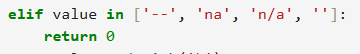 elif value in ['--', 'na', 'n/a', '']:
return 0